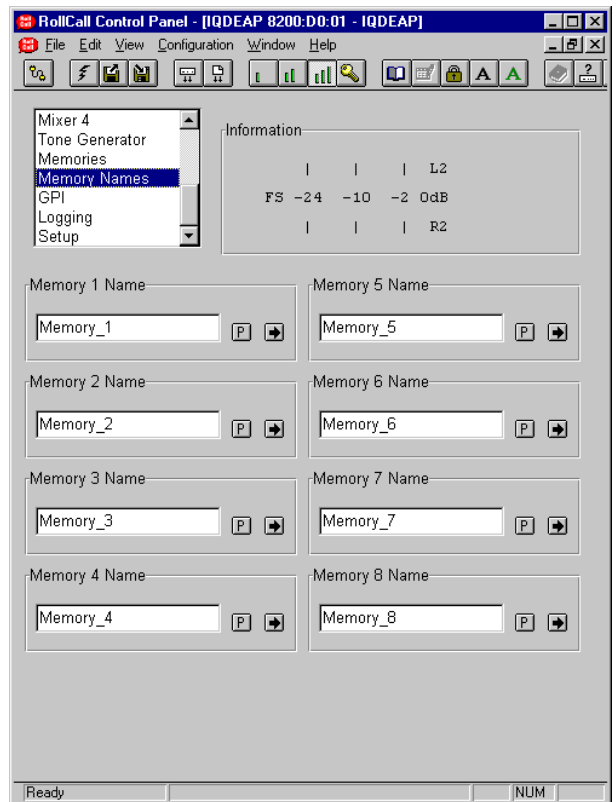 RollCall Control Panel - [IQDEAP 8200:D0:01 - IQDEAP]
File Edit View Configuration Window Help
A A
Mixer 4
Tone Generator
Memories
Memory Names
GPI
Logging
Setup
Information
| | | L2
FS -24 -10 -2 0dB
| | | R2
Memory 1 Name
Memory_1 P
Memory 5 Name
Memory_5 P
Memory 2 Name
Memory_2 P
Memory 6 Name
Memory_6 P
Memory 3 Name
Memory_3 P
Memory 7 Name
Memory_7 P
Memory 4 Name
Memory_4 P
Memory 8 Name
Memory_8 P
Ready NUM